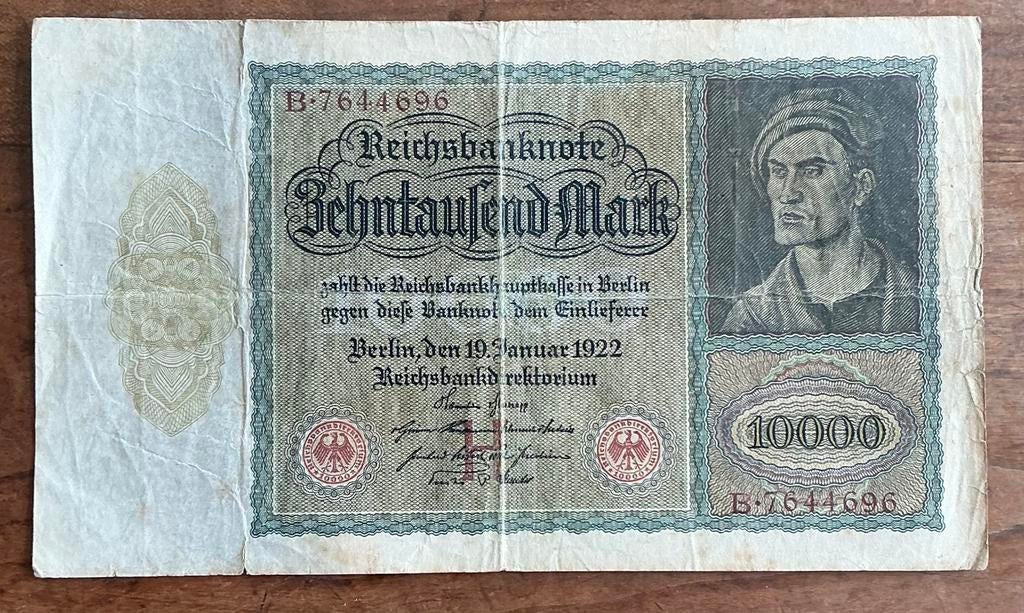 B·7644696
Reichsbanknote
Zehntauſend Mark
zahlt die Reichsbankhauptkaſſe in Berlin
gegen dieſe Banknote dem Einlieferer
Berlin, den 19. Januar 1922
Reichsbankdirektorium
H
10000
B·7644696